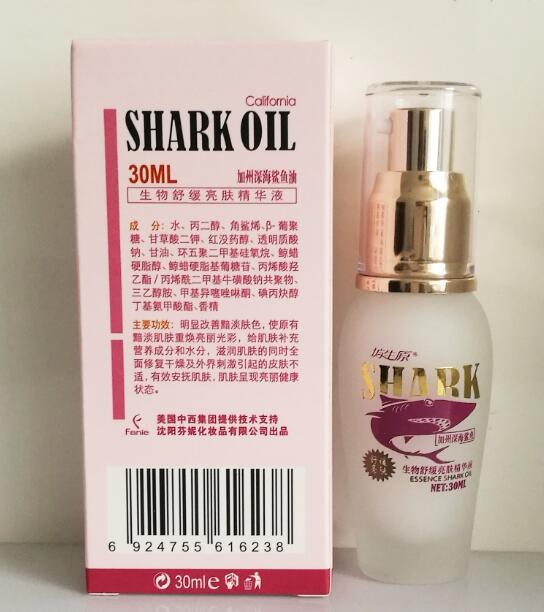 California
SHARK OIL
30ML 加州深海鲨鱼油
生物舒缓亮肤精华液
成 分：水、丙二醇、角鲨烯、β-葡聚
糖、甘草酸二钾、红没药醇、透明质酸
钠、甘油、环五聚二甲基硅氧烷、鲸蜡
硬脂醇、鲸蜡硬脂基葡糖苷、丙烯酸羟
乙酯/丙烯酰二甲基牛磺酸钠共聚物、
三乙醇胺、甲基异噻唑啉酮、碘丙炔醇
丁基氨甲酸酯、香精
主要功效：明显改善黯淡肤色，使原有
黯淡肌肤重焕亮丽光彩，给肌肤补充
营养成分和水分，滋润肌肤的同时全
面修复干燥及外界刺激引起的皮肤不
适，有效安抚肌肤，肌肤呈现亮丽健康
状态。
Fenie
美国中西集团提供技术支持
沈阳芬妮化妆品有限公司出品
6 924755 616238
30ml e
生原®
SHARK
加州深海鲨鱼
生物舒缓亮肤精华液
ESSENCE SHARK OIL
NET:30ML